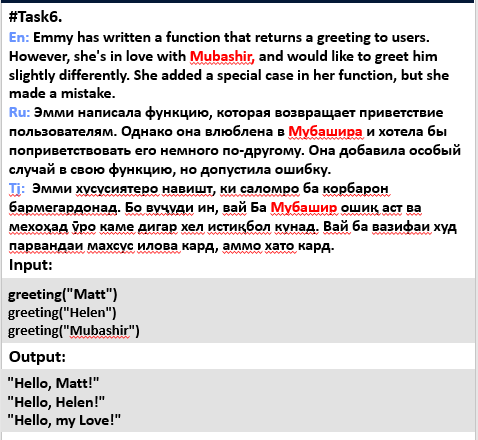 #Task6.
En: Emmy has written a function that returns a greeting to users.
However, she's in love with Mubashir, and would like to greet him
slightly differently. She added a special case in her function, but she
made a mistake.
Ru: Эмми написала функцию, которая возвращает приветствие
пользователям. Однако она влюблена в Мубашира и хотела бы
поприветствовать его немного по-другому. Она добавила особый
случай в свою функцию, но допустила ошибку.
Tj: Эмми хусусиятеро навишт, ки саломро ба корбарон
бармегардонад. Бо вуҷуди ин, вай Ба Мубашир ошиқ аст ва
мехоҳад ӯро каме дигар хел истиқбол кунад. Вай ба вазифаи худ
парвандаи махсус илова кард, аммо хато кард.
Input:
greeting("Matt")
greeting("Helen")
greeting("Mubashir")
Output:
"Hello, Matt!"
"Hello, Helen!"
"Hello, my Love!"